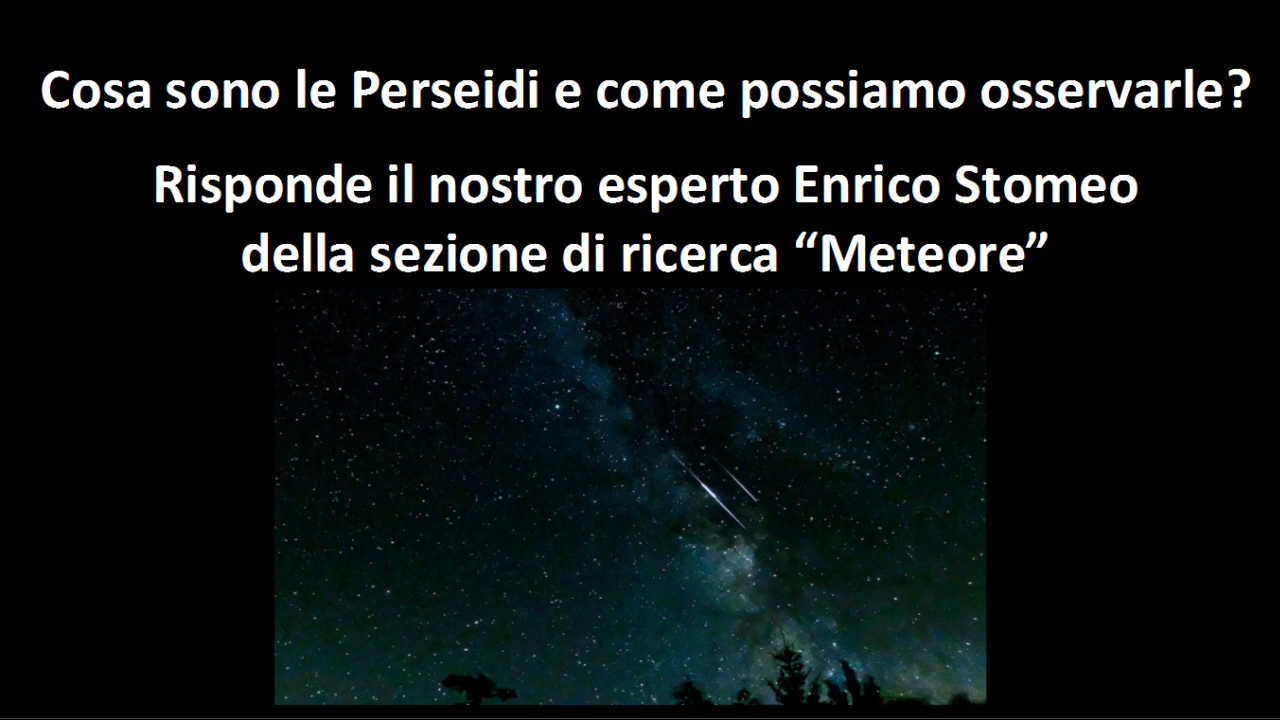 Cosa sono le Perseidi e come possiamo osservarle?
Risponde il nostro esperto Enrico Stomeo
della sezione di ricerca “Meteore”